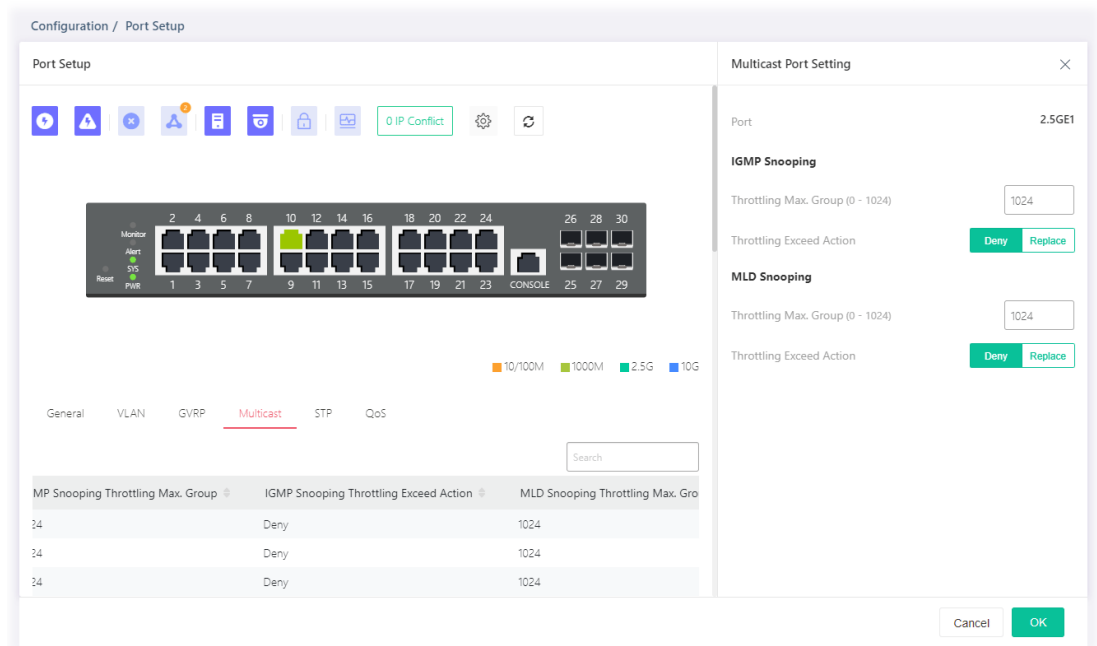 Configuration / Port Setup
Port Setup
Multicast Port Setting
2
0 IP Conflict
Port 2.5GE1
IGMP Snooping
Throttling Max. Group (0 - 1024) 1024
Throttling Exceed Action Deny Replace
MLD Snooping
Throttling Max. Group (0 - 1024) 1024
Throttling Exceed Action Deny Replace
2 4 6 8 10 12 14 16 18 20 22 24 26 28 30
Monitor
Alert
SYS
Reset PWR
1 3 5 7 9 11 13 15 17 19 21 23 CONSOLE 25 27 29
10/100M 1000M 2.5G 10G
General VLAN GVRP Multicast STP QoS
Search
MP Snooping Throttling Max. Group IGMP Snooping Throttling Exceed Action MLD Snooping Throttling Max. Gro
24 Deny 1024
24 Deny 1024
24 Deny 1024
Cancel OK